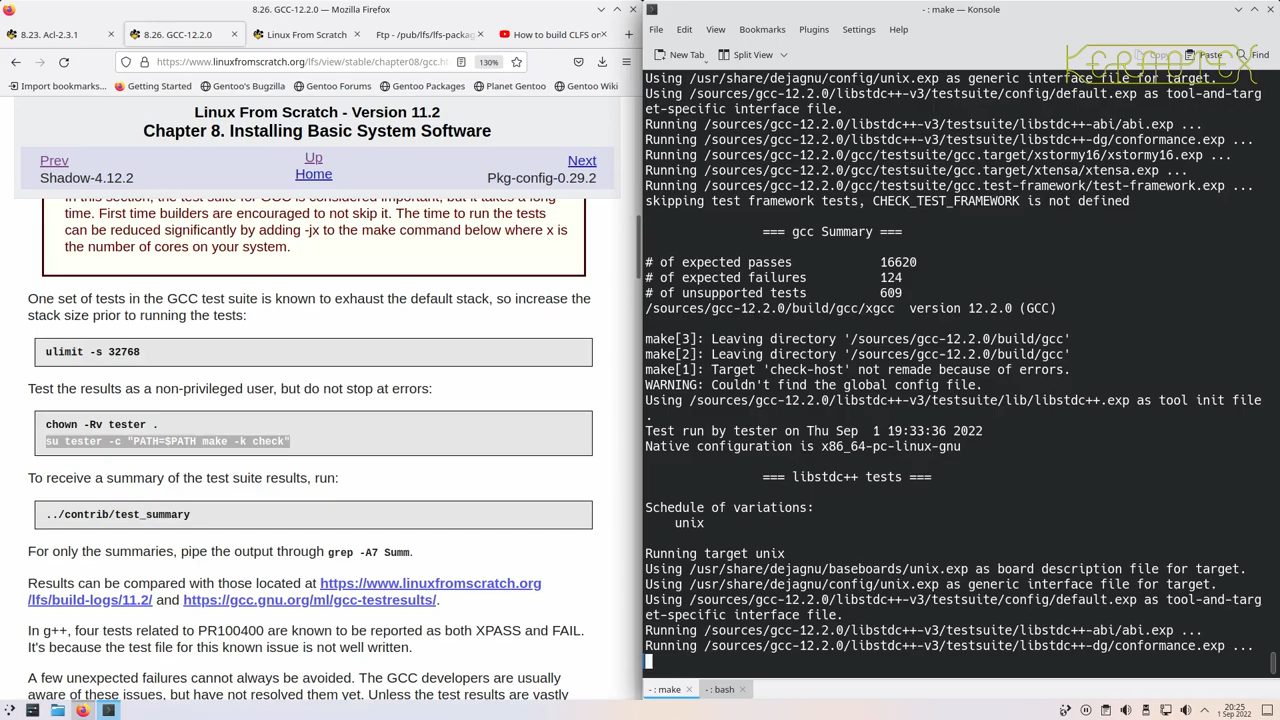 8.26. GCC-12.2.0 — Mozilla Firefox
8.23. Acl-2.3.1
8.26. GCC-12.2.0
Linux From Scratch
Ftp - /pub/lfs/lfs-packag
How to build CLFS on
https://www.linuxfromscratch.org/lfs/view/stable/chapter08/gcc.h
130%
Import bookmarks...
Getting Started
Gentoo's Bugzilla
Gentoo Forums
Gentoo Packages
Planet Gentoo
Gentoo Wiki
Linux From Scratch - Version 11.2
Chapter 8. Installing Basic System Software
Prev
Up
Next
Shadow-4.12.2
Home
Pkg-config-0.29.2
In this section, the test suite for GCC is considered important, but it takes a long
time. First time builders are encouraged to not skip it. The time to run the tests
can be reduced significantly by adding -jx to the make command below where x is
the number of cores on your system.
One set of tests in the GCC test suite is known to exhaust the default stack, so increase the
stack size prior to running the tests:
ulimit -s 32768
Test the results as a non-privileged user, but do not stop at errors:
chown -Rv tester .
su tester -c "PATH=$PATH make -k check"
To receive a summary of the test suite results, run:
../contrib/test_summary
For only the summaries, pipe the output through grep -A7 Summ.
Results can be compared with those located at https://www.linuxfromscratch.org
/lfs/build-logs/11.2/ and https://gcc.gnu.org/ml/gcc-testresults/.
In g++, four tests related to PR100400 are known to be reported as both XPASS and FAIL.
It's because the test file for this known issue is not well written.
A few unexpected failures cannot always be avoided. The GCC developers are usually
aware of these issues, but have not resolved them yet. Unless the test results are vastly
- : make — Konsole
File
Edit
View
Bookmarks
Plugins
Settings
Help
New Tab
Split View
Copy
Paste
Find
KERNOTEX
Using /usr/share/dejagnu/config/unix.exp as generic interface file for target.
Using /sources/gcc-12.2.0/libstdc++-v3/testsuite/config/default.exp as tool-and-targ
et-specific interface file.
Running /sources/gcc-12.2.0/libstdc++-v3/testsuite/libstdc++-abi/abi.exp ...
Running /sources/gcc-12.2.0/libstdc++-v3/testsuite/libstdc++-dg/conformance.exp ...
Running /sources/gcc-12.2.0/gcc/testsuite/gcc.target/xstormy16/xstormy16.exp ...
Running /sources/gcc-12.2.0/gcc/testsuite/gcc.target/xtensa/xtensa.exp ...
Running /sources/gcc-12.2.0/gcc/testsuite/gcc.test-framework/test-framework.exp ...
skipping test framework tests, CHECK_TEST_FRAMEWORK is not defined
=== gcc Summary ===
# of expected passes 16620
# of expected failures 124
# of unsupported tests 609
/sources/gcc-12.2.0/build/gcc/xgcc version 12.2.0 (GCC)
make[3]: Leaving directory '/sources/gcc-12.2.0/build/gcc'
make[2]: Leaving directory '/sources/gcc-12.2.0/build/gcc'
make[1]: Target 'check-host' not remade because of errors.
WARNING: Couldn't find the global config file.
Using /sources/gcc-12.2.0/libstdc++-v3/testsuite/lib/libstdc++.exp as tool init file
.
Test run by tester on Thu Sep 1 19:33:36 2022
Native configuration is x86_64-pc-linux-gnu
=== libstdc++ tests ===
Schedule of variations:
unix
Running target unix
Using /usr/share/dejagnu/baseboards/unix.exp as board description file for target.
Using /usr/share/dejagnu/config/unix.exp as generic interface file for target.
Using /sources/gcc-12.2.0/libstdc++-v3/testsuite/config/default.exp as tool-and-targ
et-specific interface file.
Running /sources/gcc-12.2.0/libstdc++-v3/testsuite/libstdc++-abi/abi.exp ...
Running /sources/gcc-12.2.0/libstdc++-v3/testsuite/libstdc++-dg/conformance.exp ...
- : make
- : bash
20:25
1 Sep 2022